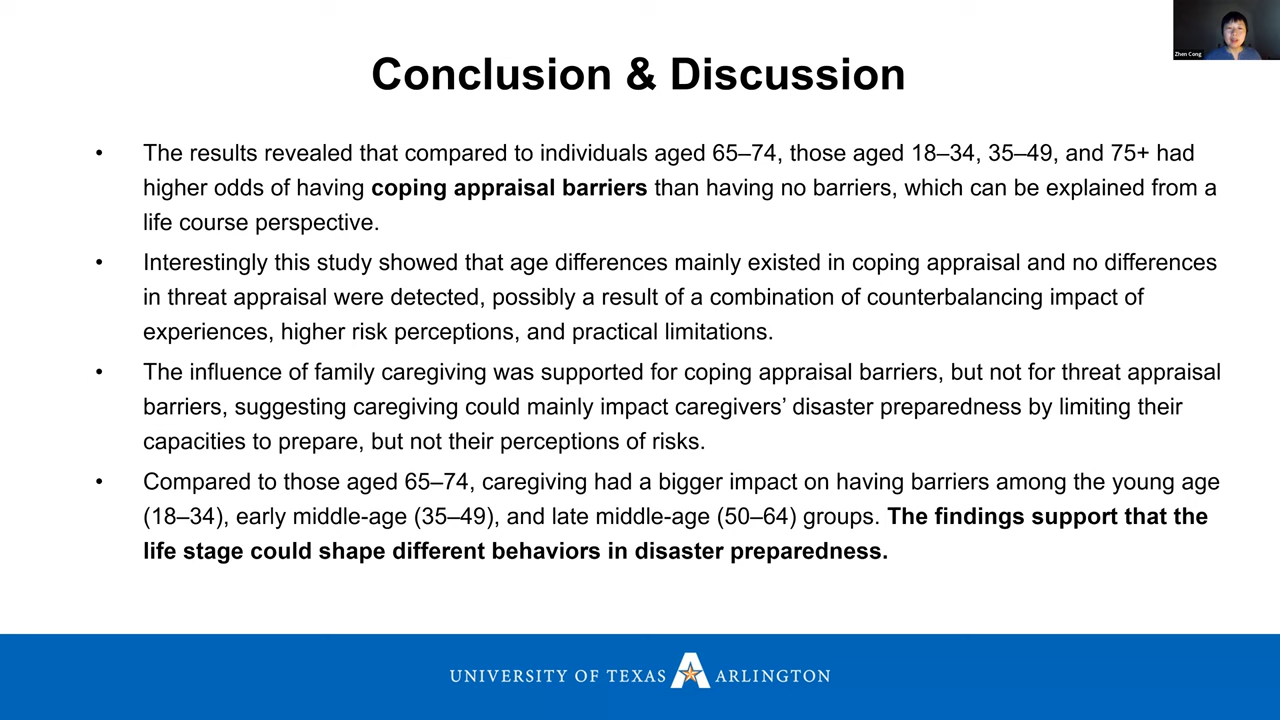 Zhen Cong
Conclusion & Discussion
• The results revealed that compared to individuals aged 65–74, those aged 18–34, 35–49, and 75+ had
higher odds of having coping appraisal barriers than having no barriers, which can be explained from a
life course perspective.
• Interestingly this study showed that age differences mainly existed in coping appraisal and no differences
in threat appraisal were detected, possibly a result of a combination of counterbalancing impact of
experiences, higher risk perceptions, and practical limitations.
• The influence of family caregiving was supported for coping appraisal barriers, but not for threat appraisal
barriers, suggesting caregiving could mainly impact caregivers’ disaster preparedness by limiting their
capacities to prepare, but not their perceptions of risks.
• Compared to those aged 65–74, caregiving had a bigger impact on having barriers among the young age
(18–34), early middle-age (35–49), and late middle-age (50–64) groups. The findings support that the
life stage could shape different behaviors in disaster preparedness.
UNIVERSITY OF TEXAS A ARLINGTON